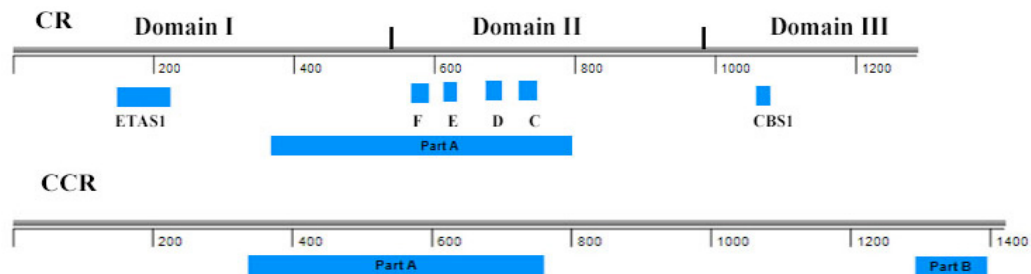 CR Domain I Domain II Domain III
200 400 600 800 1000 1200
ETAS1 F E D C CBS1
Part A
CCR
200 400 600 800 1000 1200 1400
Part A Part B